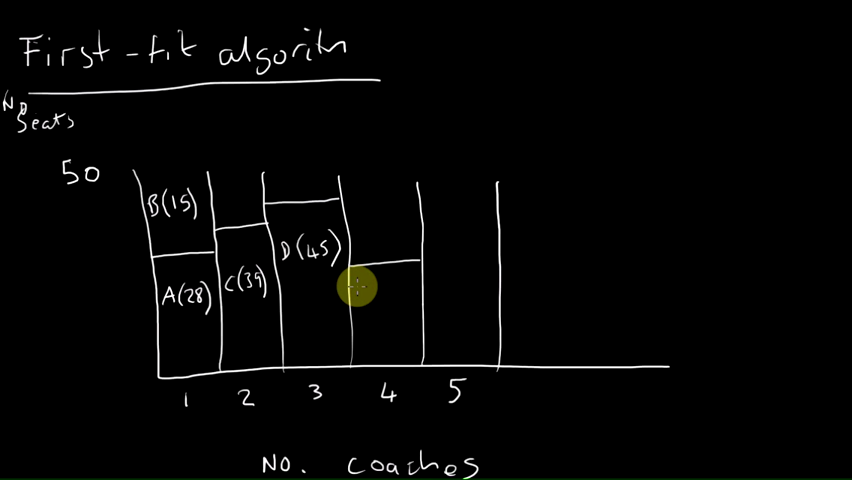 First-fit algorith
No
Seats
50
B(15)
A(28) C(39) D(45)
1 2 3 4 5
No. coaches